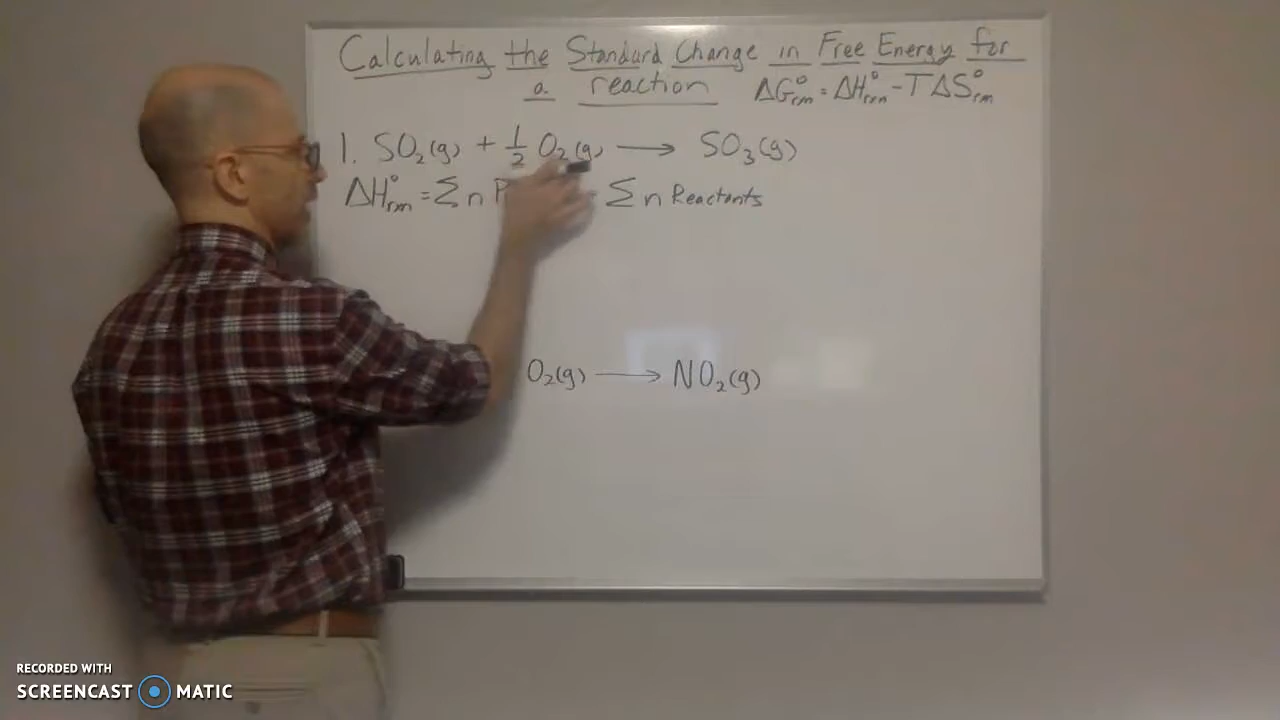 Calculating the Standard Change in Free Energy for
a reaction ΔG°rxn = ΔH°rxn - TΔS°rxn
1. SO₂(g) + 1/2 O₂(g) → SO₃(g)
ΔH°rxn = Σ n Σ n Reactants
O₂(g) → NO₂(g)
RECORDED WITH
SCREENCAST MATIC